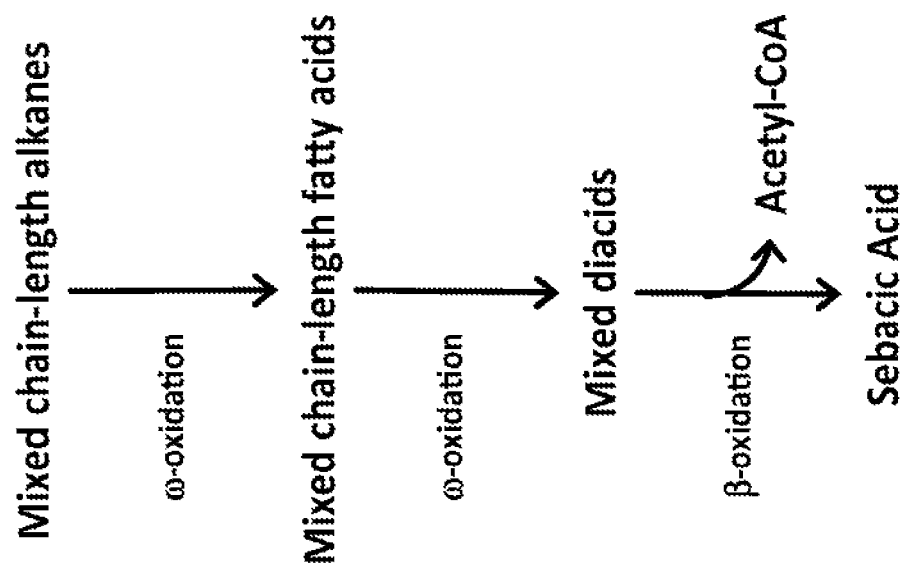 Mixed chain-length alkanes
ω-oxidation
Mixed chain-length fatty acids
ω-oxidation
Mixed diacids
β-oxidation
Acetyl-CoA
Sebacic Acid